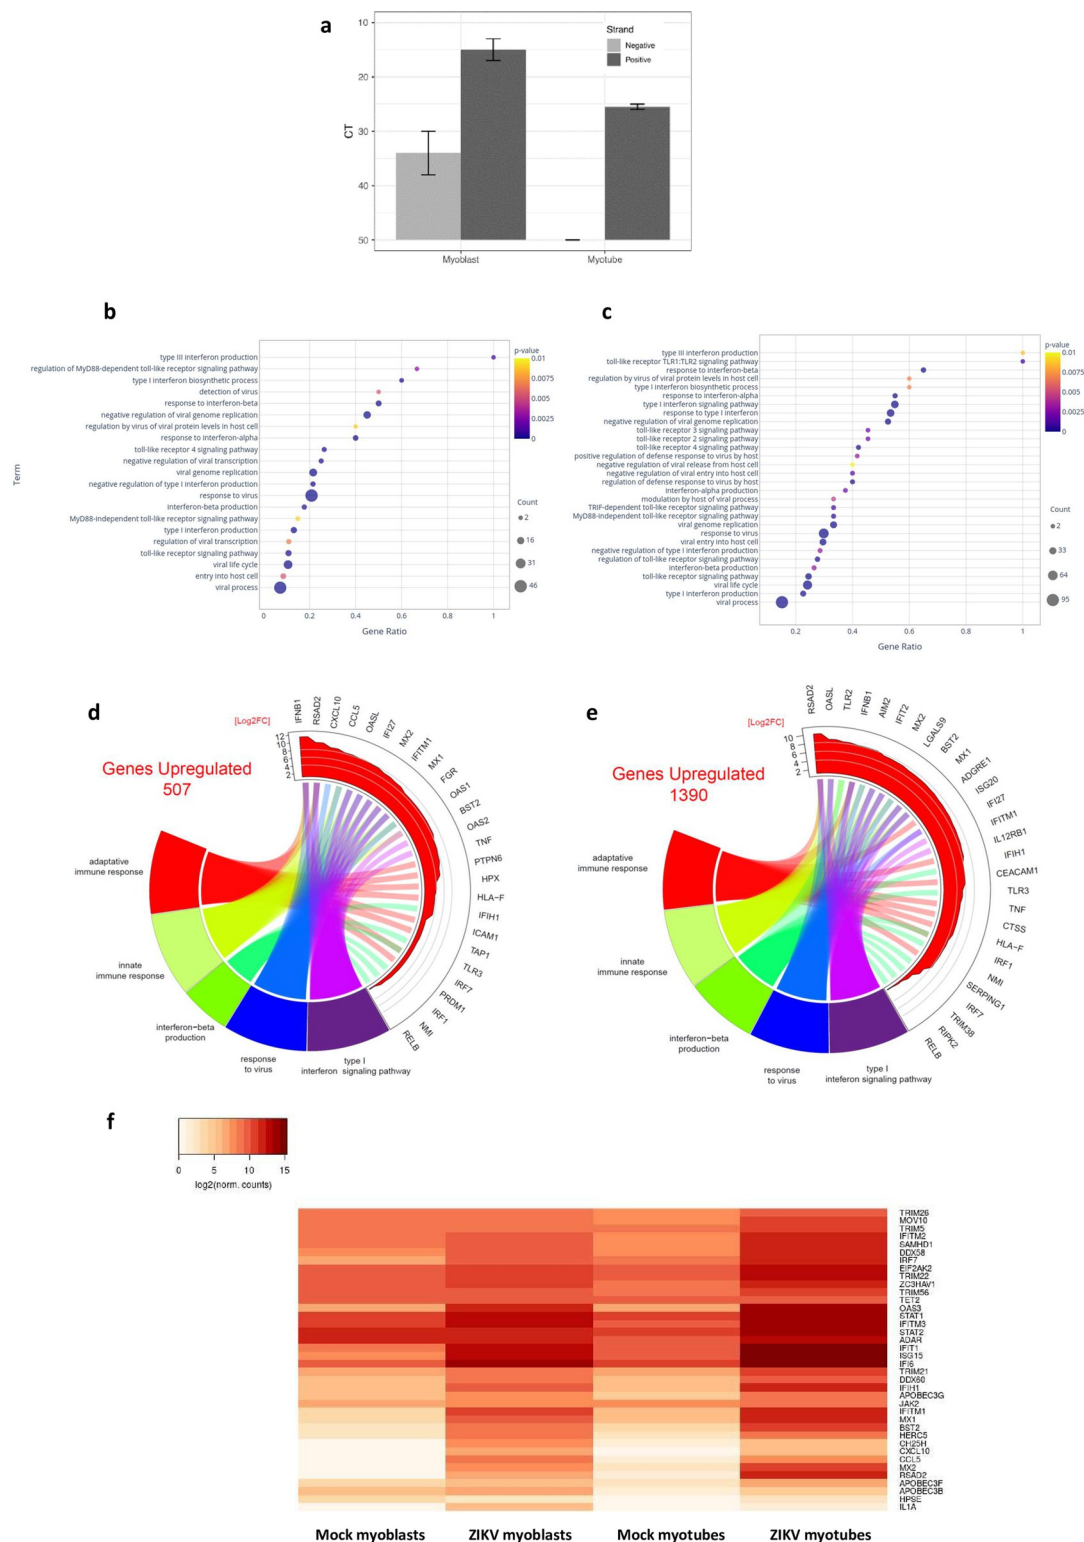 a
10
20
30
40
50
CT
Strand
Negative
Positive
Myoblast
Myotube
b
Term
type III interferon production
regulation of MyD88-dependent toll-like receptor signaling pathway
type I interferon biosynthetic process
detection of virus
response to interferon-beta
negative regulation of viral genome replication
regulation by virus of viral protein levels in host cell
response to interferon-alpha
toll-like receptor 4 signaling pathway
negative regulation of viral transcription
viral genome replication
negative regulation of type I interferon production
response to virus
interferon-beta production
MyD88-independent toll-like receptor signaling pathway
type I interferon production
regulation of viral transcription
toll-like receptor signaling pathway
viral life cycle
entry into host cell
viral process
0 0.2 0.4 0.6 0.8 1
Gene Ratio
p-value
0.01
0.0075
0.005
0.0025
0
Count
2
16
31
46
c
type III interferon production
toll-like receptor TLR1:TLR2 signaling pathway
response to interferon-beta
regulation by virus of viral protein levels in host cell
type I interferon biosynthetic process
response to interferon-alpha
type I interferon signaling pathway
response to type I interferon
negative regulation of viral genome replication
toll-like receptor 3 signaling pathway
toll-like receptor 2 signaling pathway
toll-like receptor 4 signaling pathway
positive regulation of defense response to virus by host
negative regulation of viral release from host cell
negative regulation of viral entry into host cell
regulation of defense response to virus by host
interferon-alpha production
modulation by host of viral process
TRIF-dependent toll-like receptor signaling pathway
MyD88-independent toll-like receptor signaling pathway
viral genome replication
response to virus
viral entry into host cell
negative regulation of type I interferon production
regulation of toll-like receptor signaling pathway
interferon-beta production
toll-like receptor signaling pathway
viral life cycle
type I interferon production
viral process
0.2 0.4 0.6 0.8 1
Gene Ratio
p-value
0.01
0.0075
0.005
0.0025
0
Count
2
33
64
95
d
[Log2FC]
12
10
8
6
4
2
Genes Upregulated
507
IFNB1
RSAD2
CXCL10
CCL5
OASL
IFI27
MX2
IFITM1
MX1
FGR
OAS1
BST2
OAS2
TNF
PTPN6
HPX
HLA−F
IFIH1
ICAM1
TAP1
TLR3
IRF7
PRDM1
IRF1
NMI
RELB
adaptative
immune response
innate
immune response
interferon−beta
production
response
to virus
type I
interferon signaling pathway
e
[Log2FC]
10
8
6
4
2
Genes Upregulated
1390
RSAD2
OASL
TLR2
IFNB1
AIM2
IFIT2
MX2
LGALS9
BST2
MX1
ADGRE1
ISG20
IFI27
IFITM1
IL12RB1
IFIH1
CEACAM1
TLR3
TNF
CTSS
HLA−F
IRF1
NMI
SERPING1
IRF7
TRIM38
RIPK2
RELB
adaptative
immune response
innate
immune response
interferon−beta
production
response
to virus
type I
inteferon signaling pathway
f
0 5 10 15
log2(norm. counts)
TRIM26
MOV10
TRIM5
IFITM2
SAMHD1
DDX58
IRF7
EIF2AK2
TRIM22
ZC3HAV1
TRIM56
TET2
OAS3
STAT1
IFITM3
STAT2
ADAR
IFIT1
ISG15
IFI6
TRIM21
DDX60
IFIH1
APOBEC3G
JAK2
IFITM1
MX1
BST2
HERC5
CH25H
CXCL10
CCL5
MX2
RSAD2
APOBEC3F
APOBEC3B
HPSE
IL1A
Mock myoblasts
ZIKV myoblasts
Mock myotubes
ZIKV myotubes